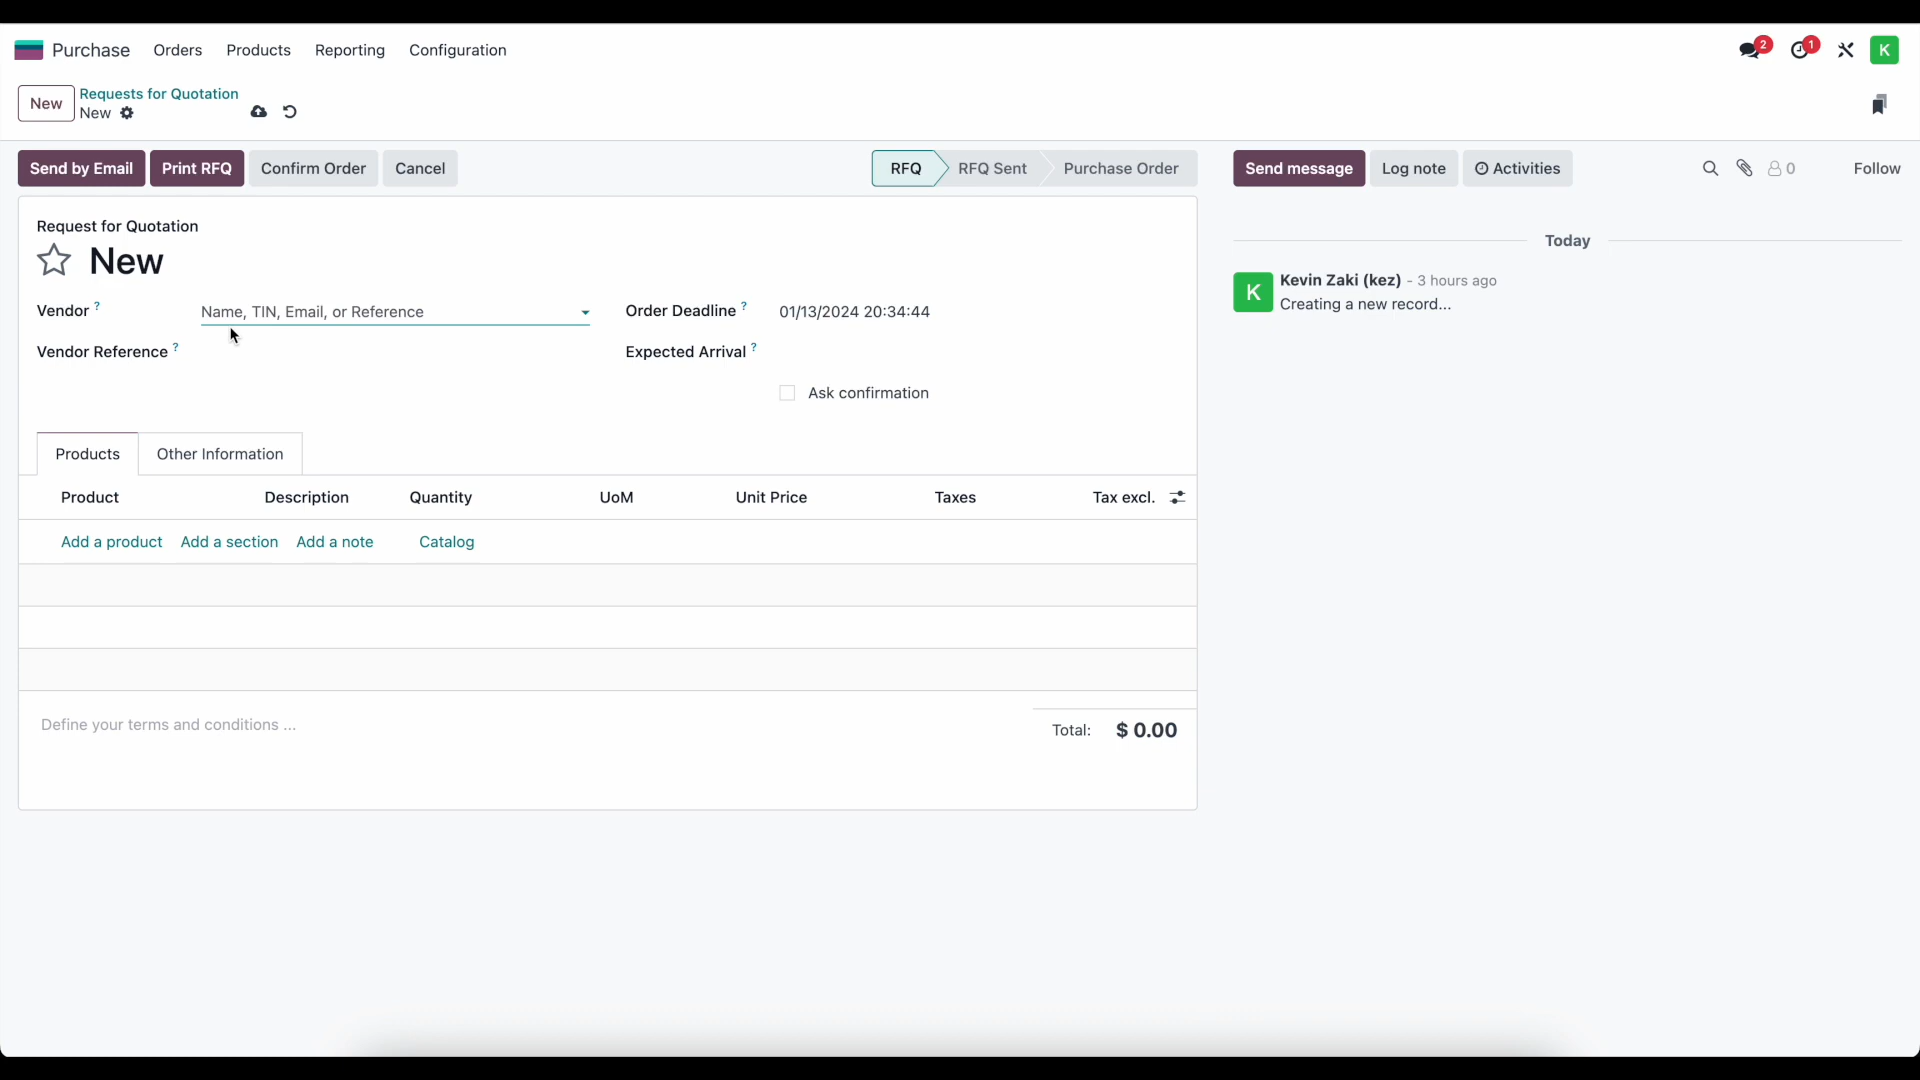 Purchase Orders Products Reporting Configuration 2 1 K
New Requests for Quotation
New
Send by Email Print RFQ Confirm Order Cancel RFQ RFQ Sent Purchase Order Send message Log note Activities 0 Follow
Request for Quotation
New
Today
Vendor ? Name, TIN, Email, or Reference Order Deadline ? 01/13/2024 20:34:44
K Kevin Zaki (kez) - 3 hours ago
Creating a new record...
Vendor Reference ? Expected Arrival ?
Ask confirmation
Products Other Information
Product Description Quantity UoM Unit Price Taxes Tax excl.
Add a product Add a section Add a note Catalog
Define your terms and conditions ... Total: $ 0.00